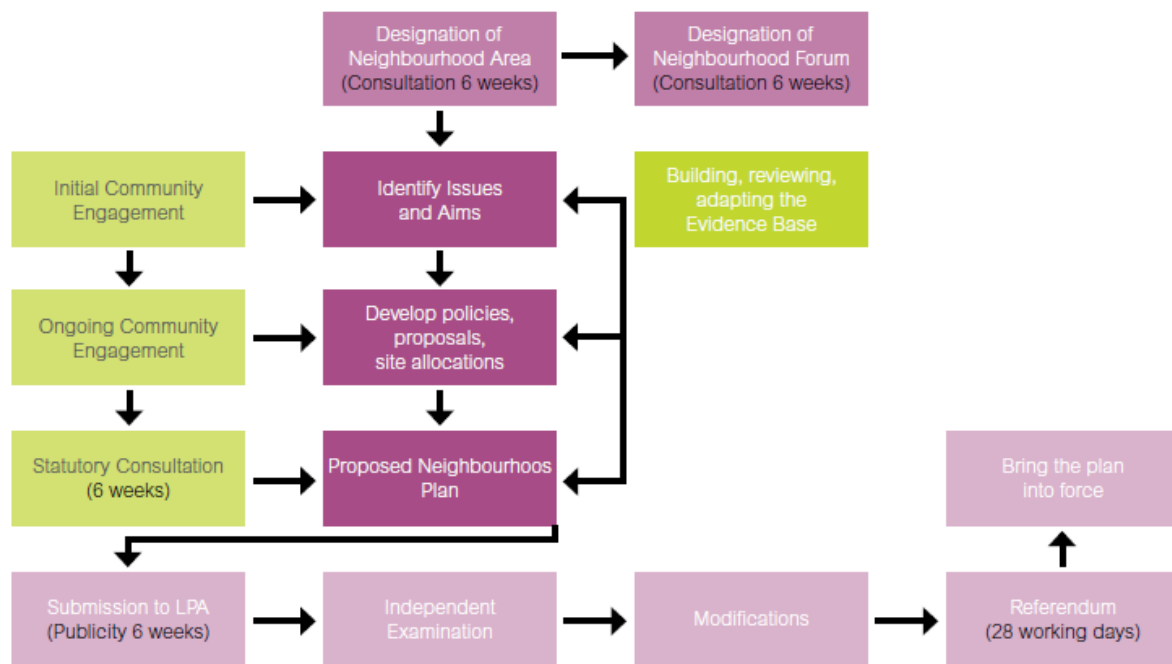 Designation of
Neighbourhood Area
(Consultation 6 weeks)
Designation of
Neighbourhood Forum
(Consultation 6 weeks)
Initial Community
Engagement
Identify Issues
and Aims
Building, reviewing,
adapting the
Evidence Base
Ongoing Community
Engagement
Develop policies,
proposals,
site allocations
Statutory Consultation
(6 weeks)
Proposed Neighbourhoos
Plan
Bring the plan
into force
Submission to LPA
(Publicity 6 weeks)
Independent
Examination
Modifications
Referendum
(28 working days)